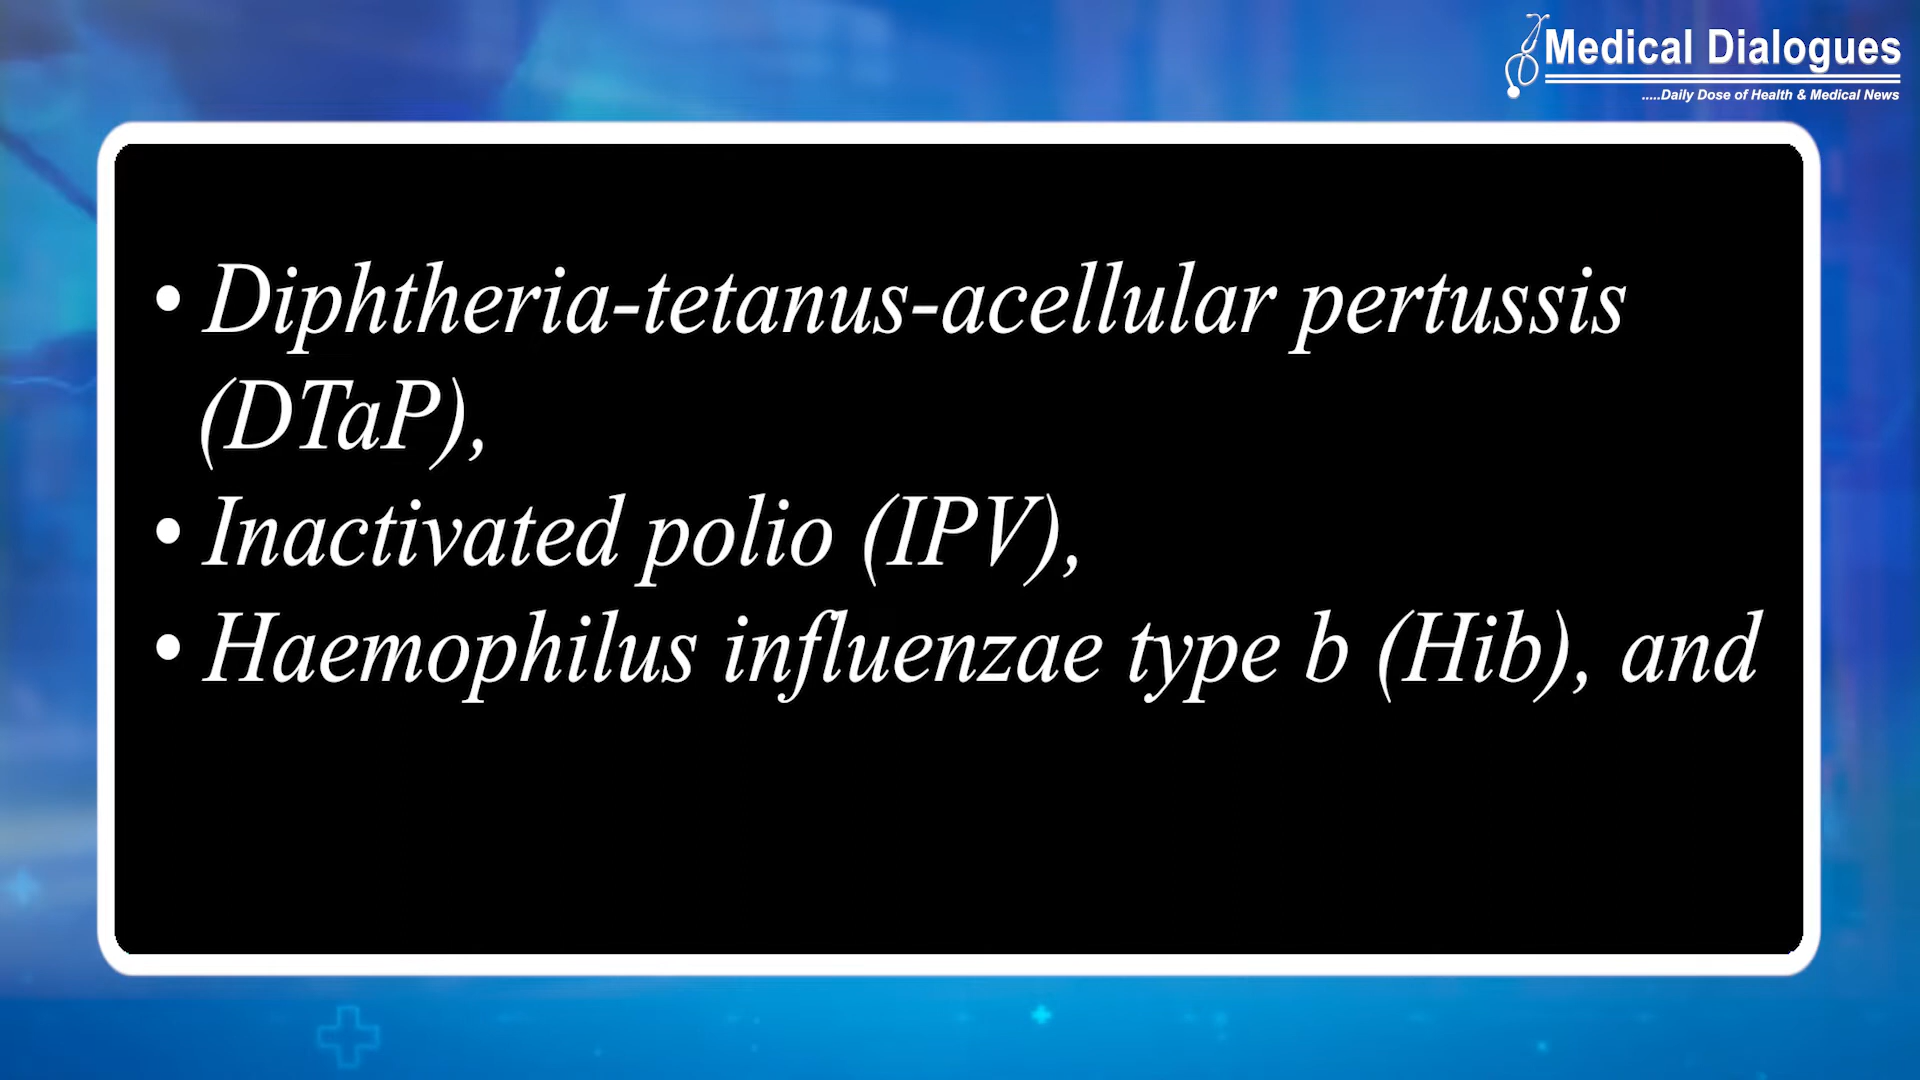 Medical Dialogues
.....Daily Dose of Health & Medical News
• Diphtheria-tetanus-acellular pertussis
(DTaP),
• Inactivated polio (IPV),
• Haemophilus influenzae type b (Hib), and